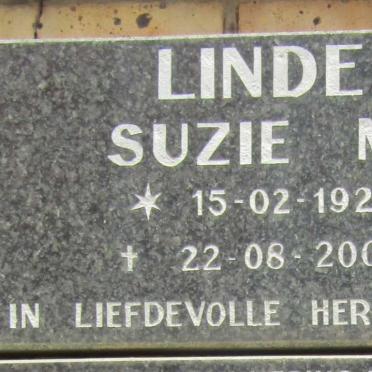 LINDE
SUZIE M
* 15-02-192
† 22-08-200
IN LIEFDEVOLLE HER